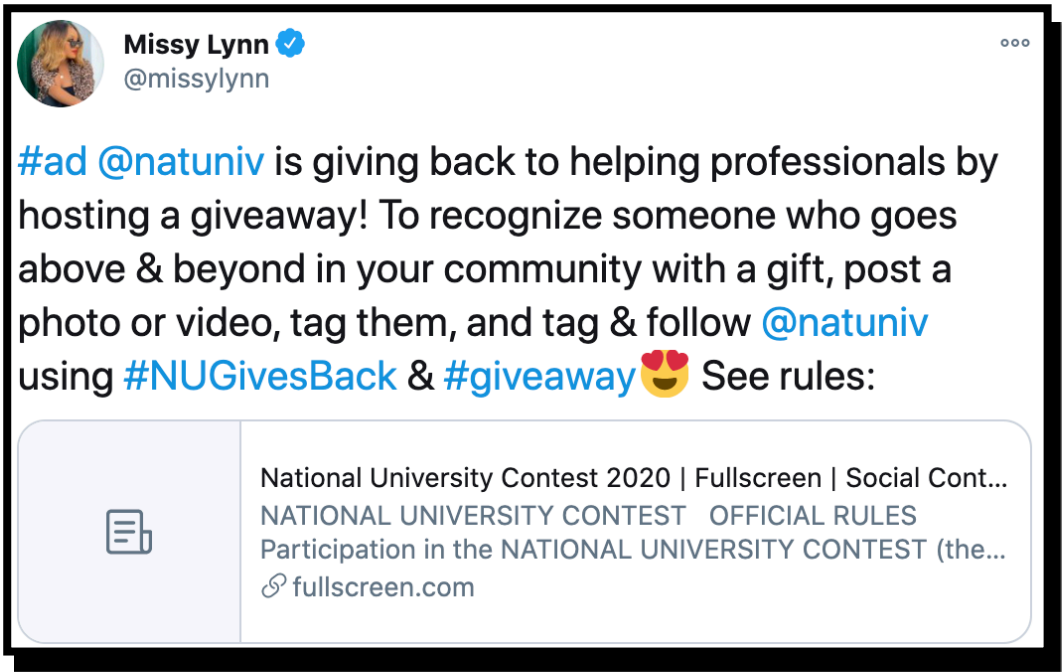 Missy Lynn
@missylynn
#ad @natuniv is giving back to helping professionals by
hosting a giveaway! To recognize someone who goes
above & beyond in your community with a gift, post a
photo or video, tag them, and tag & follow @natuniv
using #NUGivesBack & #giveaway😍 See rules:
National University Contest 2020 | Fullscreen | Social Cont...
NATIONAL UNIVERSITY CONTEST   OFFICIAL RULES
Participation in the NATIONAL UNIVERSITY CONTEST (the...
fullscreen.com